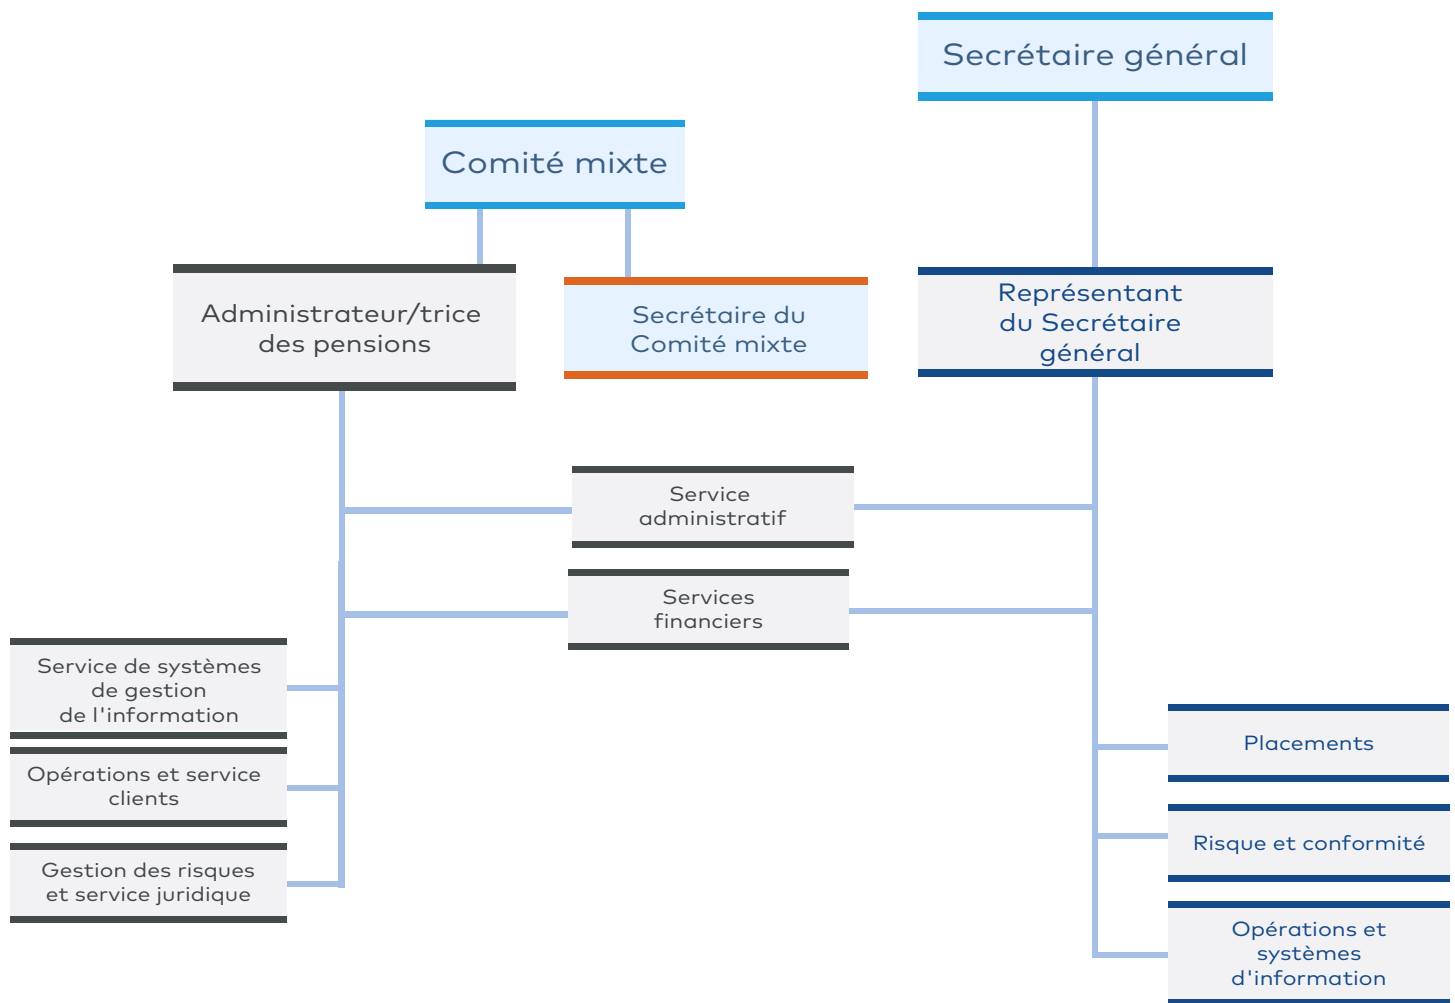 Secrétaire général
Comité mixte
Administrateur/trice
des pensions
Secrétaire du
Comité mixte
Représentant
du Secrétaire
général
Service
administratif
Services
financiers
Service de systèmes
de gestion
de l'information
Opérations et service
clients
Gestion des risques
et service juridique
Placements
Risque et conformité
Opérations et
systèmes
d'information